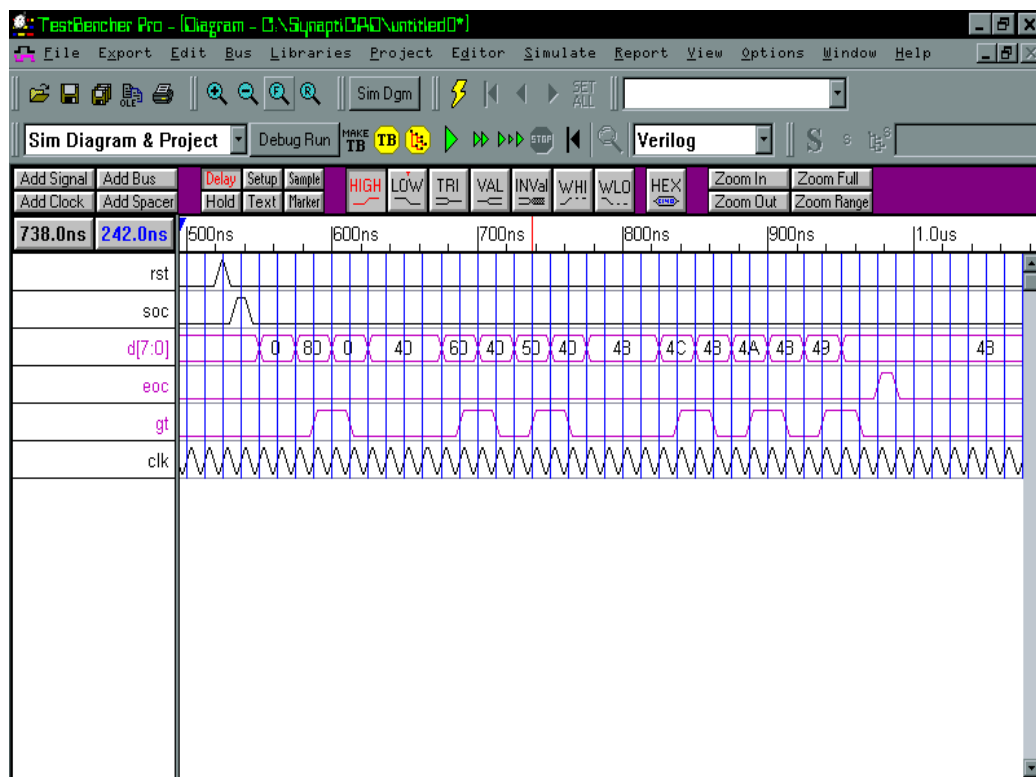 TestBencher Pro - [Diagram - C:\SynaptiCAD\untitled0*]
File Export Edit Bus Libraries Project Editor Simulate Report View Options Window Help
OLE F R Sim Dgm SET ALL
Sim Diagram & Project Debug Run MAKE TB TB STOP Verilog S s S
Add Signal Add Bus Delay Setup Sample HIGH LOW TRI VAL INVal WHI WLO HEX Zoom In Zoom Full
Add Clock Add Spacer Hold Text Marker Zoom Out Zoom Range
738.0ns 242.0ns 500ns 600ns 700ns 800ns 900ns 1.0us
rst
soc
d[7:0] 0 80 0 40 60 40 50 40 48 4C 48 4A 4B 49 4B
eoc
gt
clk